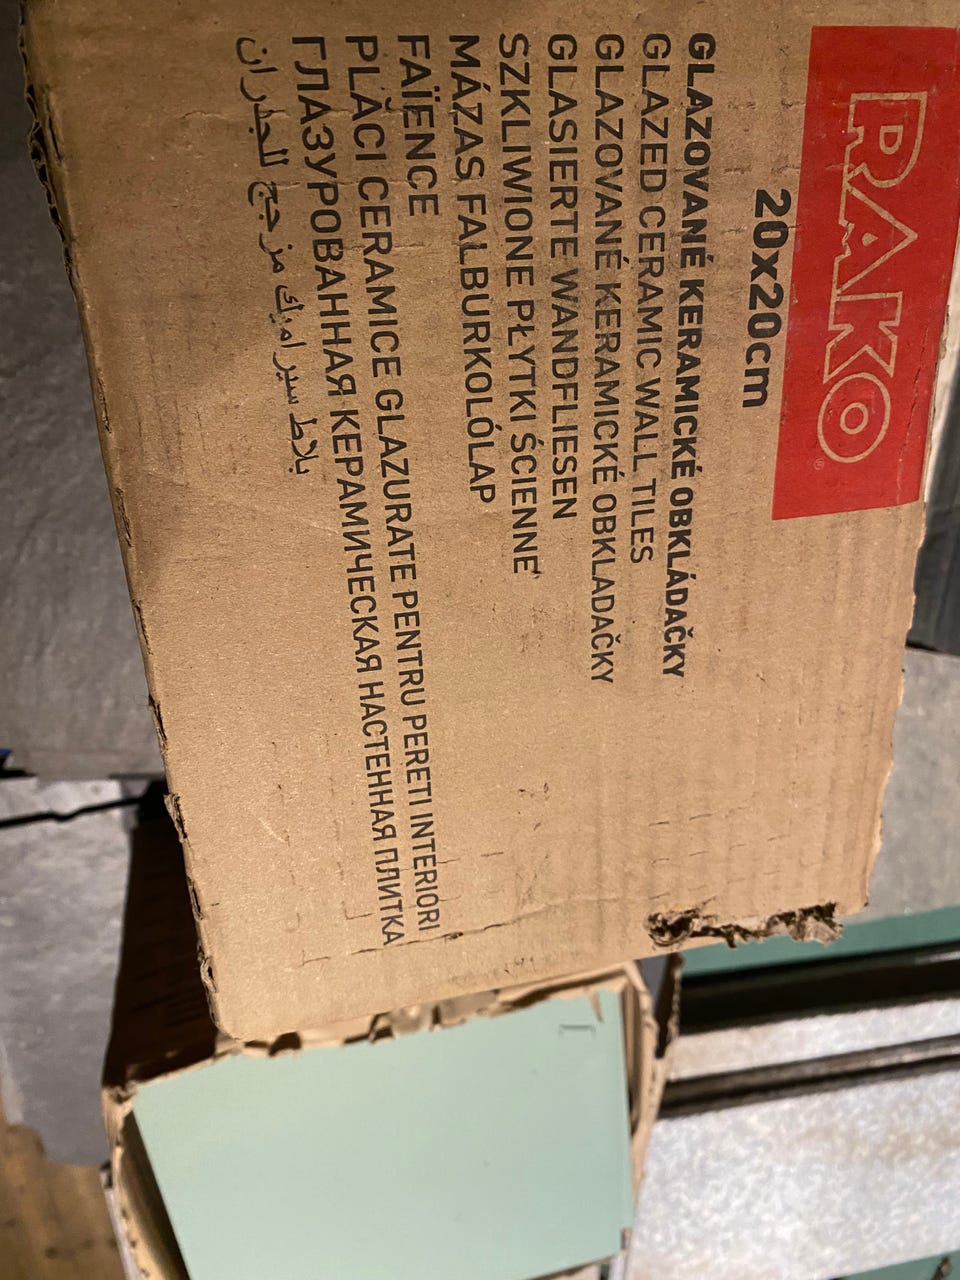 RAKO®
20x20cm
GLAZOVANÉ KERAMICKÉ OBKLÁDAČKY
GLAZED CERAMIC WALL TILES
GLAZOVANÉ KERAMICKÉ OBKLADAČKY
GLASIERTE WANDFLIESEN
SZKLIWIONE PŁYTKI ŚCIENNE
MÁZAS FALBURKOLÓLAP
FAÏENCE
PLĂCI CERAMICE GLAZURATE PENTRU PERETI INTERIORI
ГЛАЗУРОВАННАЯ КЕРАМИЧЕСКАЯ НАСТЕННАЯ ПЛИТКА
بلاط سيراميك مزجج للجدران